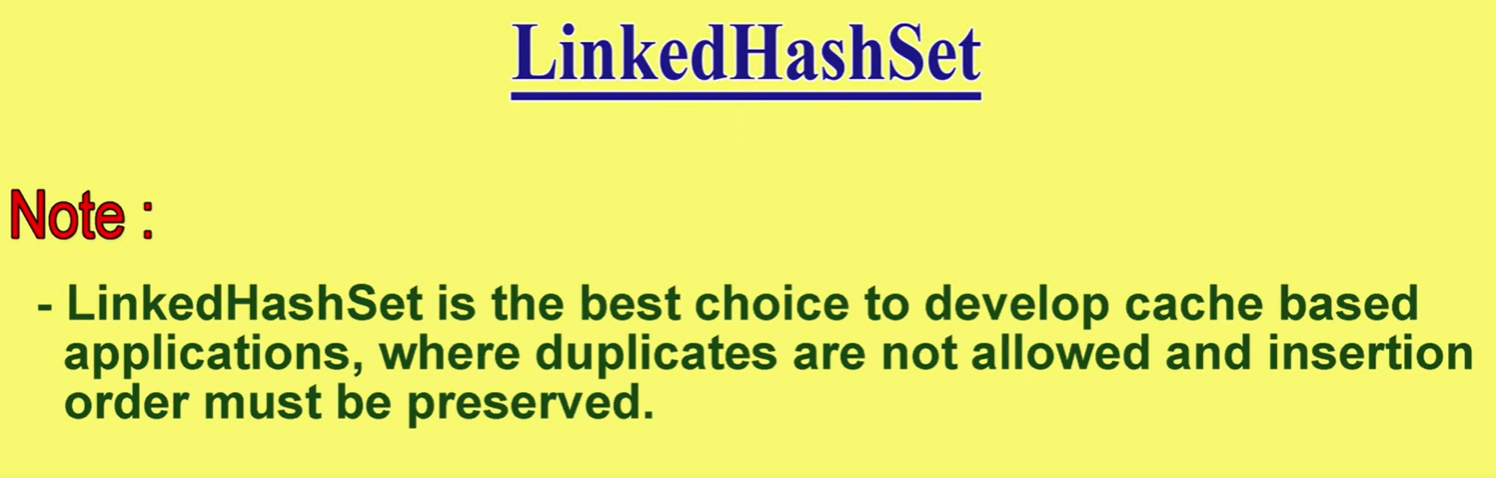 LinkedHashSet
Note :
- LinkedHashSet is the best choice to develop cache based
applications, where duplicates are not allowed and insertion
order must be preserved.